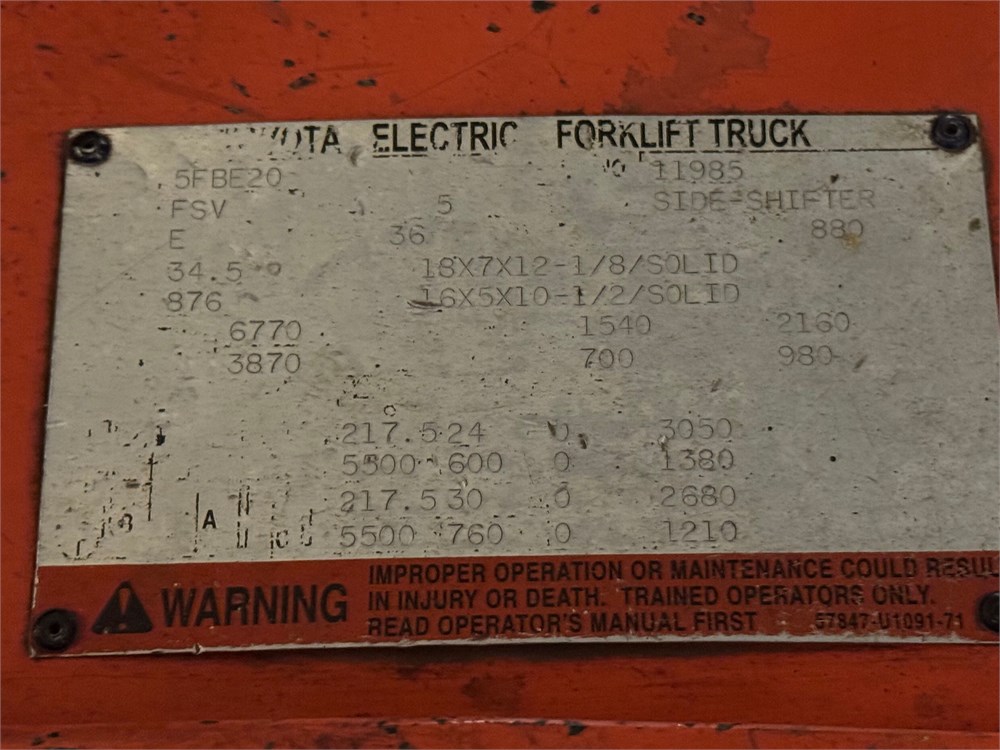 ELECTRIC FORKLIFT TRUCK
5FBE20 11985
FSV 5 SIDE-SHIFTER
E 36 880
34.5 18X7X12-1/8/SOLID
876 16X5X10-1/2/SOLID
6770 1540 2160
3870 700 980
217.5 24 0 3050
5500 600 0 1380
217.5 30 0 2680
5500 760 0 1210
B A C
WARNING
IMPROPER OPERATION OR MAINTENANCE COULD RESUL
IN INJURY OR DEATH. TRAINED OPERATORS ONLY.
READ OPERATOR'S MANUAL FIRST 57847-U1091-71